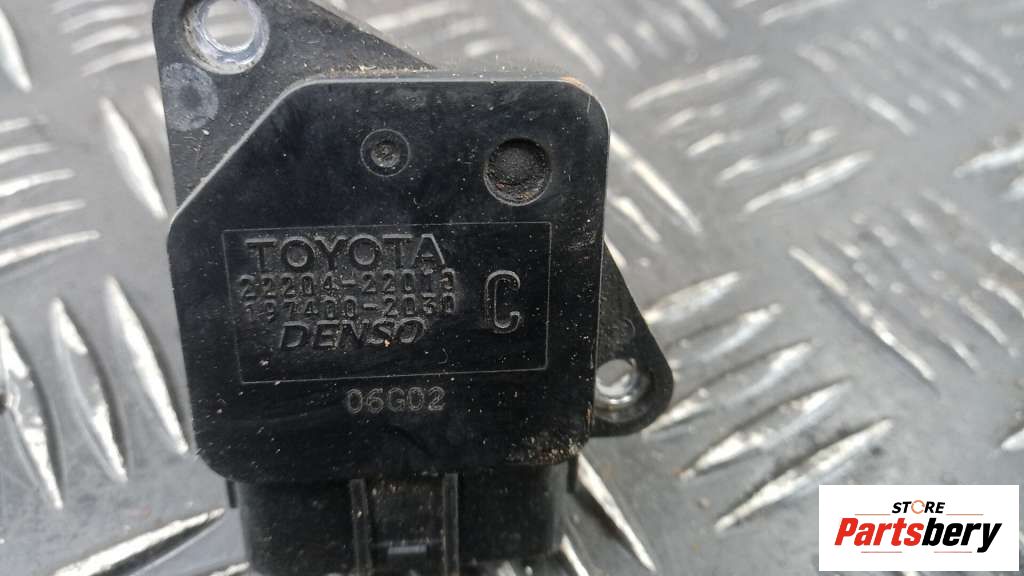 TOYOTA
22204-22010
197400-2030
DENSO
C
06G02
STORE
Partsbery